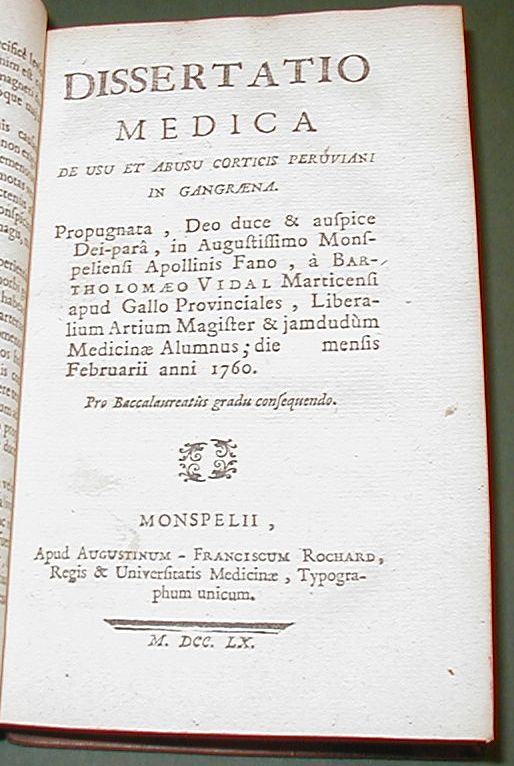 DISSERTATIO
MEDICA
DE USU ET ABUSU CORTICIS PERÚVIANI
IN GANGRÆNA.
Propugnata , Deo duce & auſpice
Dei-parâ , in Auguſtiſſimo Monſ-
pelienſi Apollinis Fano , à BAR-
THOLOMÆO VIDAL Marticenſi
apud Gallo Provinciales , Libera-
lium Artium Magiſter & jamdudùm
Medicinæ Alumnus ; die menſis
Februarii anni 1760.
Pro Baccalaureatûs gradu conſequendo.
MONSPELII ,
Apud AUGUSTINUM - FRANCISCUM ROCHARD,
Regis & Univerſitatis Medicinæ , Typogra-
phum unicum.
M. DCC. LX.